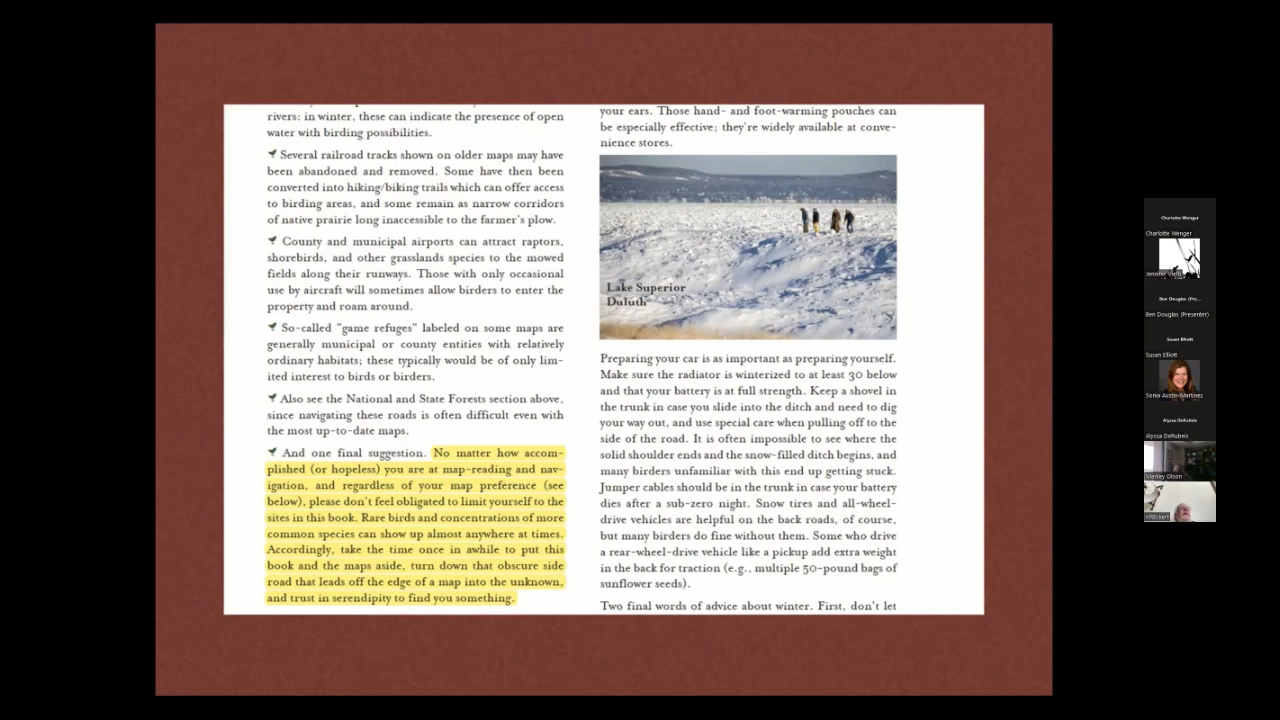 rivers: in winter, these can indicate the presence of open
water with birding possibilities.
Several railroad tracks shown on older maps may have
been abandoned and removed. Some have then been
converted into hiking/biking trails which can offer access
to birding areas, and some remain as narrow corridors
of native prairie long inaccessible to the farmer's plow.
County and municipal airports can attract raptors,
shorebirds, and other grasslands species to the mowed
fields along their runways. Those with only occasional
use by aircraft will sometimes allow birders to enter the
property and roam around.
So-called "game refuges" labeled on some maps are
generally municipal or county entities with relatively
ordinary habitats; these typically would be of only lim-
ited interest to birds or birders.
Also see the National and State Forests section above,
since navigating these roads is often difficult even with
the most up-to-date maps.
And one final suggestion. No matter how accom-
plished (or hopeless) you are at map-reading and nav-
igation, and regardless of your map preference (see
below), please don't feel obligated to limit yourself to the
sites in this book. Rare birds and concentrations of more
common species can show up almost anywhere at times.
Accordingly, take the time once in awhile to put this
book and the maps aside, turn down that obscure side
road that leads off the edge of a map into the unknown,
and trust in serendipity to find you something.
your ears. Those hand- and foot-warming pouches can
be especially effective; they're widely available at conve-
nience stores.
Lake Superior
Duluth
Preparing your car is as important as preparing yourself.
Make sure the radiator is winterized to at least 30 below
and that your battery is at full strength. Keep a shovel in
the trunk in case you slide into the ditch and need to dig
your way out, and use special care when pulling off to the
side of the road. It is often impossible to see where the
solid shoulder ends and the snow-filled ditch begins, and
many birders unfamiliar with this end up getting stuck.
Jumper cables should be in the trunk in case your battery
dies after a sub-zero night. Snow tires and all-wheel-
drive vehicles are helpful on the back roads, of course,
but many birders do fine without them. Some who drive
a rear-wheel-drive vehicle like a pickup add extra weight
in the back for traction (e.g., multiple 50-pound bags of
sunflower seeds).
Two final words of advice about winter. First, don't let
Charlotte Wenger
Charlotte Wenger
Ben Douglas (Pre...
Ben Douglas (Presenter)
Susan Elliott
Susan Elliott
Sonia Austin-Martinez
Alyssa DeRubeis
Alyssa DeRubeis
Manley Olson